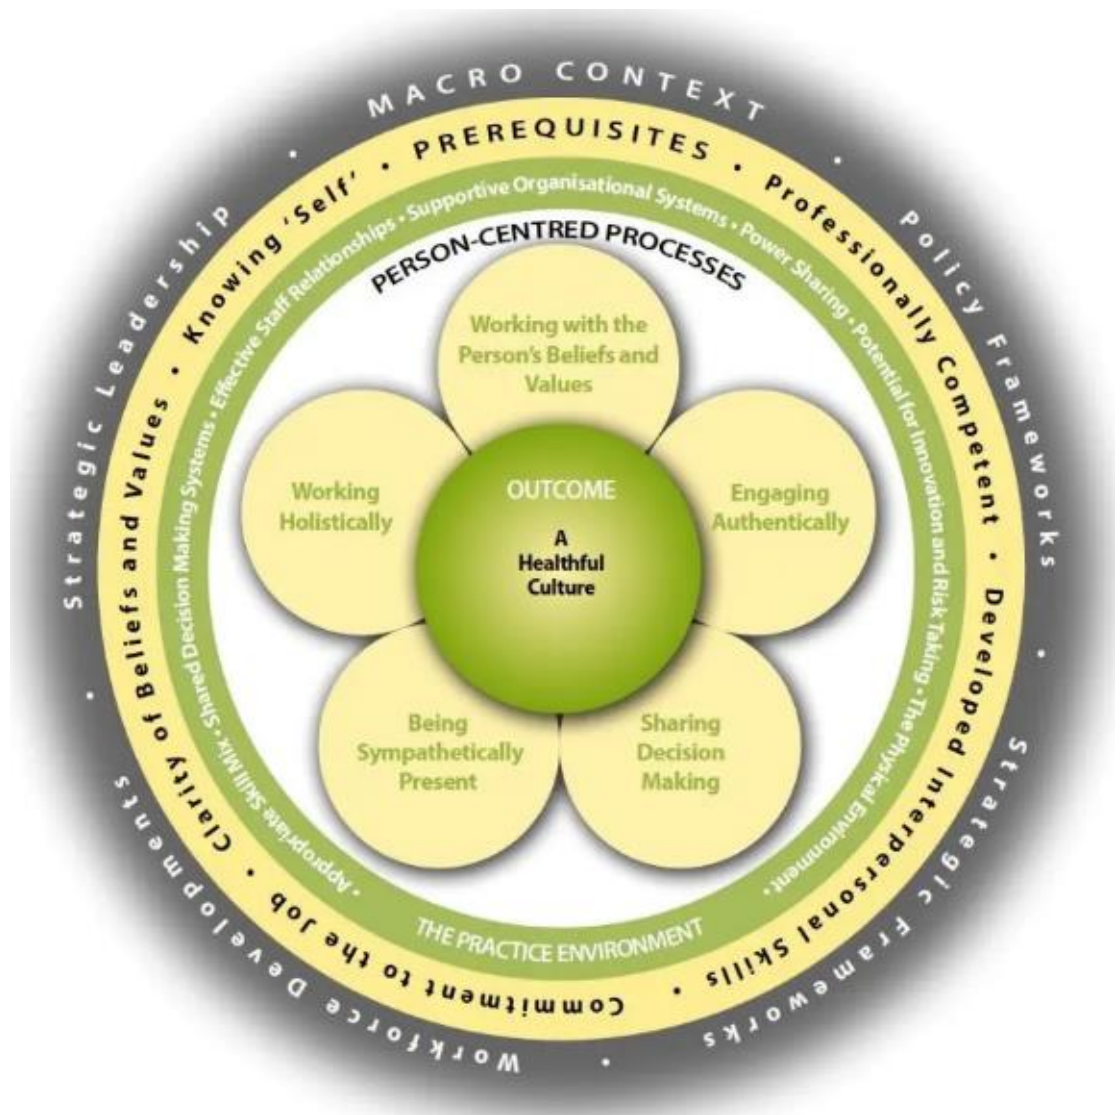 MACRO CONTEXT
• Policy Frameworks
• Strategic Frameworks
• Workforce Developments
• Strategic Leadership •
PREREQUISITES
• Professionally Competent
• Developed Interpersonal Skills
• Commitment to the Job
• Clarity of Beliefs and Values
• Knowing 'Self' •
THE PRACTICE ENVIRONMENT
• Appropriate Skill Mix • Shared Decision Making Systems • Effective Staff Relationships • Supportive Organisational Systems • Power Sharing • Potential for Innovation and Risk Taking • The Physical Environment •
PERSON-CENTRED PROCESSES
Working with the
Person's Beliefs and
Values
Engaging
Authentically
Sharing
Decision
Making
Being
Sympathetically
Present
Working
Holistically
OUTCOME
A
Healthful
Culture